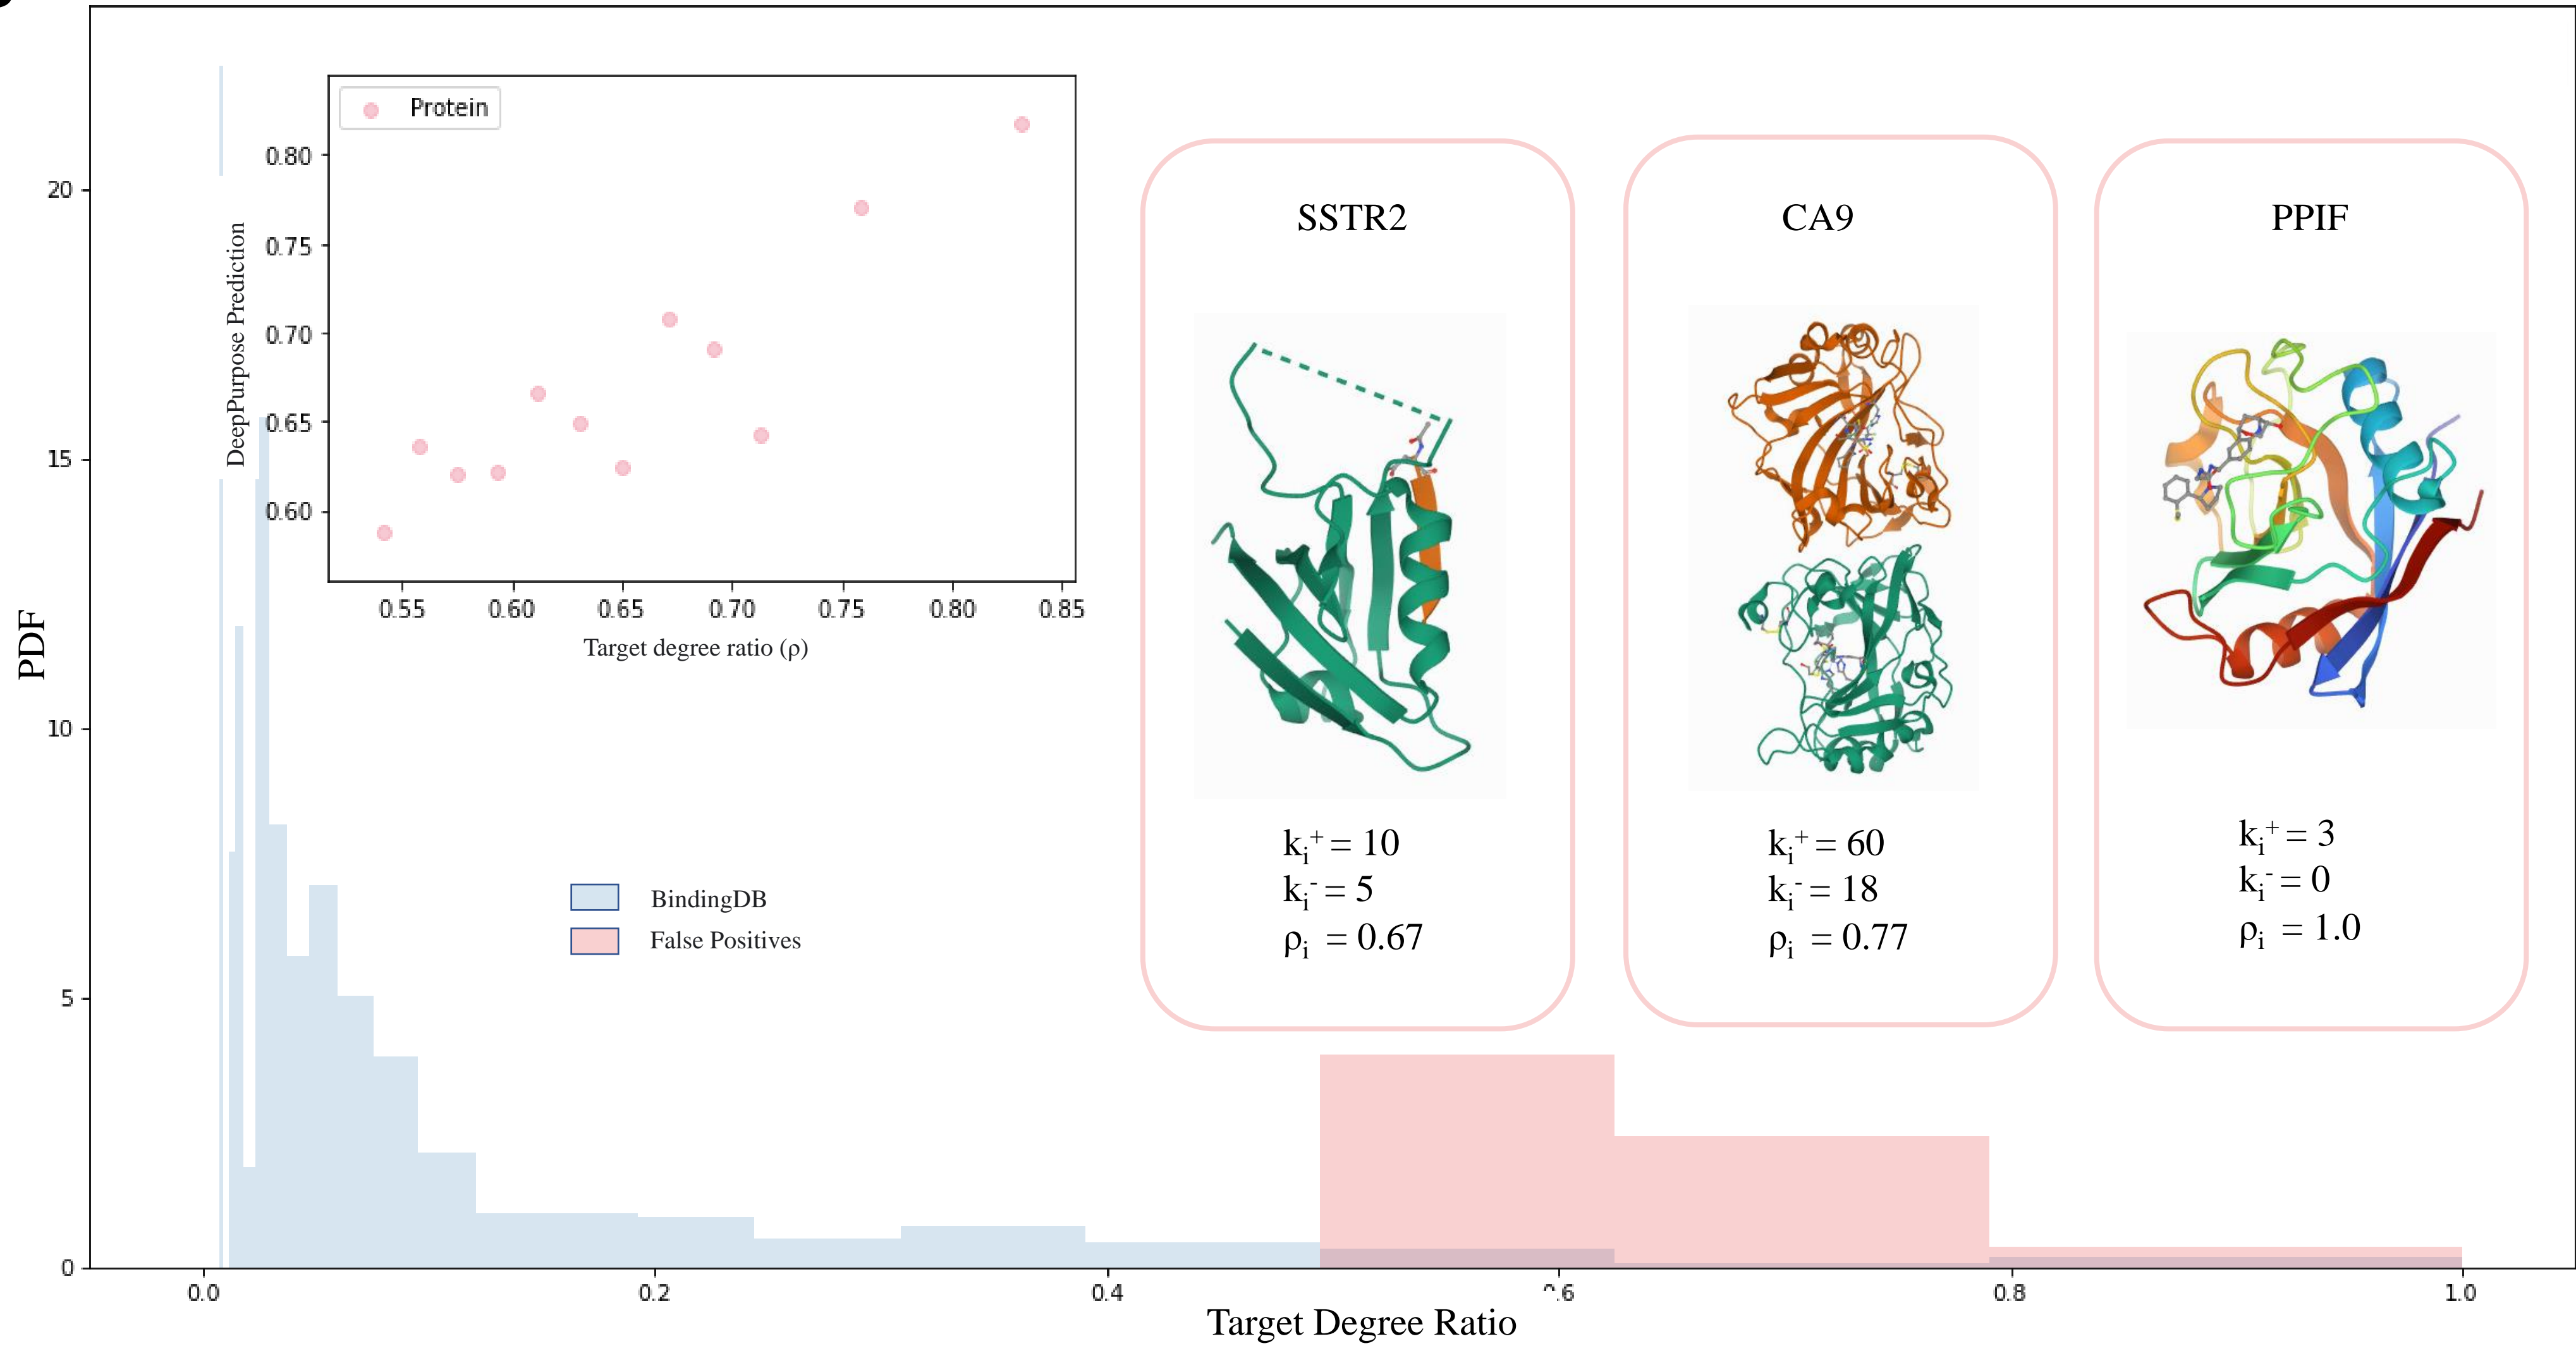 PDF
20
15
10
5
0
DeepPurpose Prediction
Protein
0.80
0.75
0.70
0.65
0.60
0.55 0.60 0.65 0.70 0.75 0.80 0.85
Target degree ratio (ρ)
BindingDB
False Positives
SSTR2
kᵢ⁺ = 10
kᵢ⁻ = 5
ρᵢ = 0.67
CA9
kᵢ⁺ = 60
kᵢ⁻ = 18
ρᵢ = 0.77
PPIF
kᵢ⁺ = 3
kᵢ⁻ = 0
ρᵢ = 1.0
0.0 0.2 0.4 .6 0.8 1.0
Target Degree Ratio